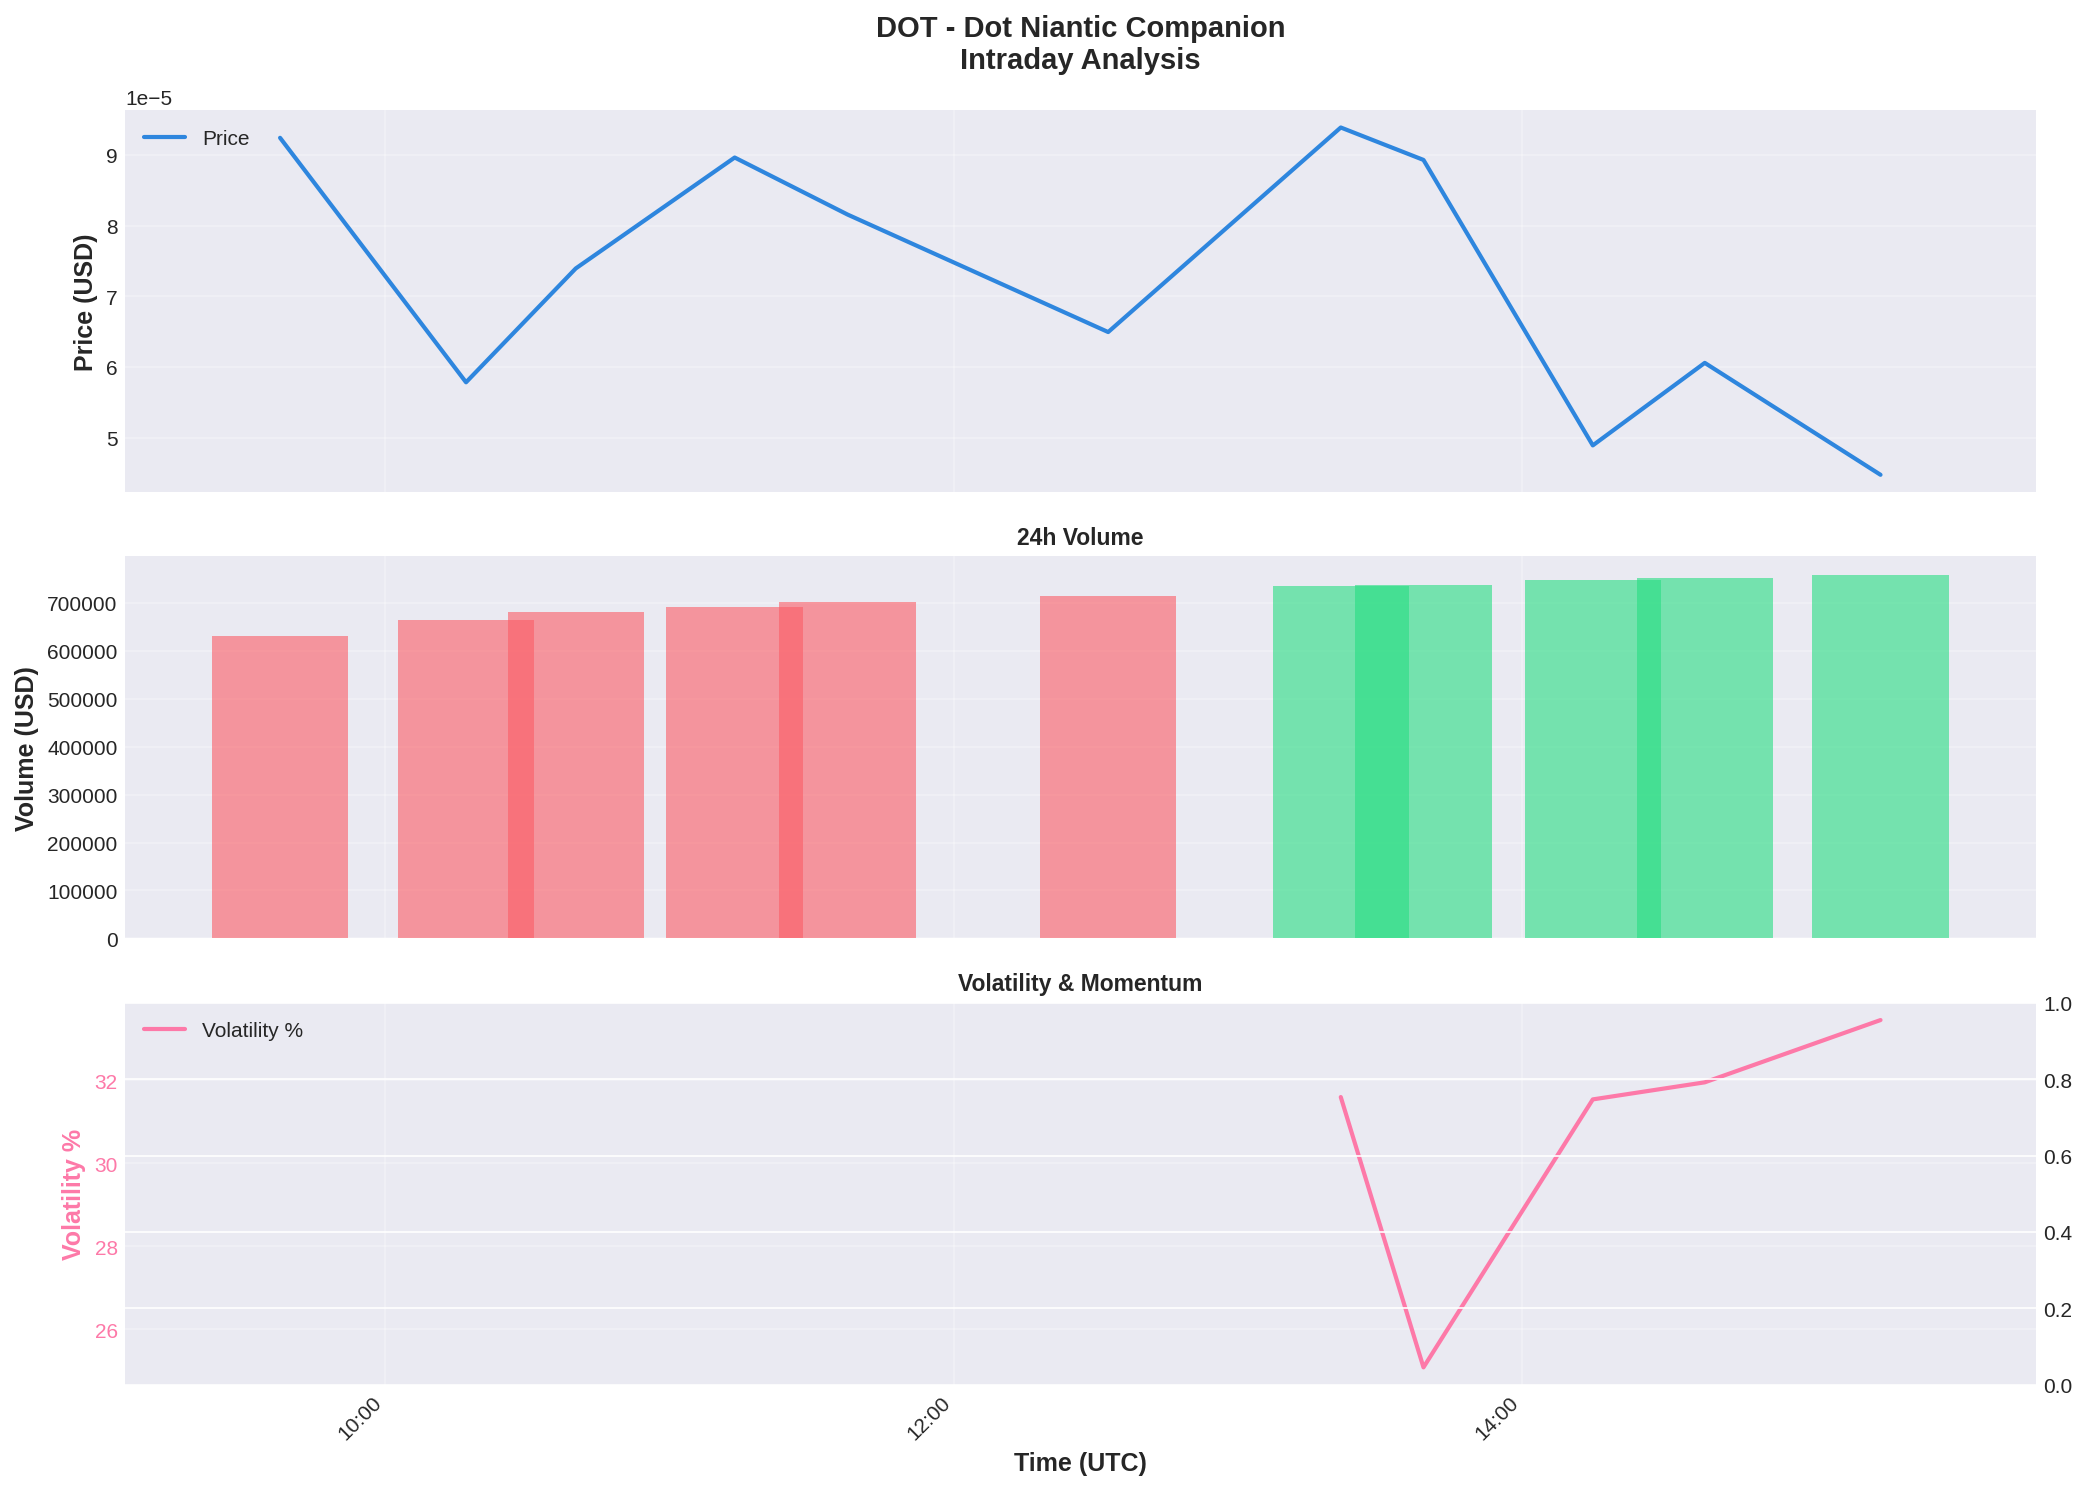 DOT - Dot Niantic Companion
Intraday Analysis
1e−5
Price
9
8
7
6
5
Price (USD)
24h Volume
700000
600000
500000
400000
300000
200000
100000
0
Volume (USD)
Volatility & Momentum
Volatility %
32
30
28
26
Volatility %
1.0
0.8
0.6
0.4
0.2
0.0
10:00
12:00
14:00
Time (UTC)